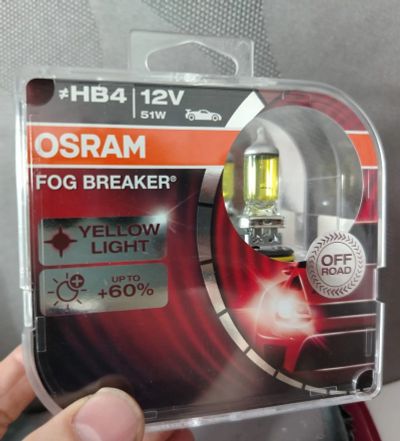 ≠HB4 12V
51W
OSRAM
FOG BREAKER®
YELLOW
LIGHT
UP TO
+60%
OFF
ROAD